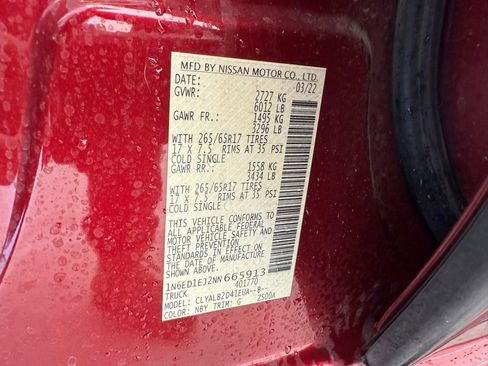 MFD BY NISSAN MOTOR CO., LTD.
DATE: 03/22
GVWR: 2727 KG
6012 LB
GAWR FR.: 1495 KG
3296 LB
WITH 265/65R17 TIRES
17 X 7.5 RIMS AT 35 PSI
COLD SINGLE
GAWR RR.: 1558 KG
3434 LB
WITH 265/65R17 TIRES
17 X 7.5 RIMS AT 35 PSI
COLD SINGLE
THIS VEHICLE CONFORMS TO
ALL APPLICABLE FEDERAL
MOTOR VEHICLE SAFETY
STANDARDS IN EFFECT ON
THE DATE OF MANUFACTURE
ABOVE.
1N6ED1EJ2NN665913
TRUCK 401770
MODEL: CLYALB2D41EUA--B--
COLOR: NBY TRIM: G 2500A